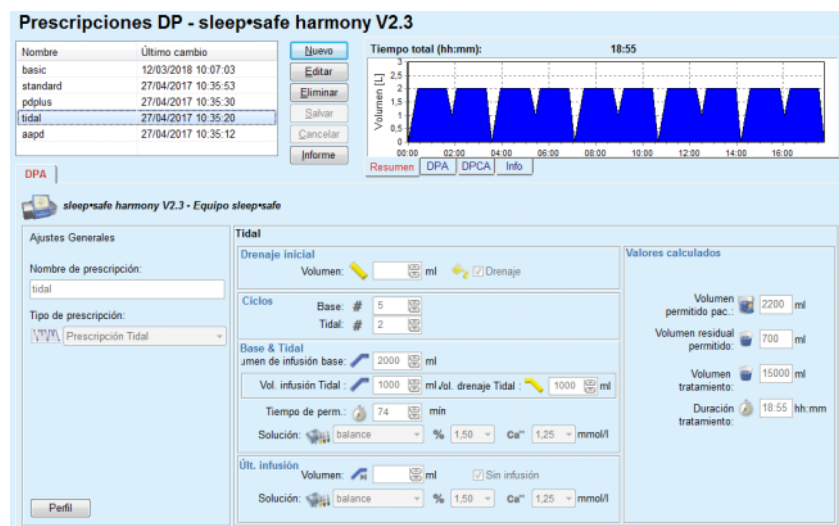 Prescripciones DP - sleep•safe harmony V2.3
Nombre Último cambio
basic 12/03/2018 10:07:03
standard 27/04/2017 10:35:53
pdplus 27/04/2017 10:35:30
tidal 27/04/2017 10:35:20
aapd 27/04/2017 10:35:12
Nuevo
Editar
Eliminar
Salvar
Cancelar
Informe
Tiempo total (hh:mm): 18:55
Volumen [L]
3
2,5
2
1,5
1
0,5
0
00:00 02:00 04:00 06:00 08:00 10:00 12:00 14:00 16:00
Resumen DPA DPCA Info
DPA
sleep•safe harmony V2.3 - Equipo sleep•safe
Ajustes Generales
Nombre de prescripción:
tidal
Tipo de prescripción:
Prescripción Tidal
Perfil
Tidal
Drenaje inicial
Volumen: ml Drenaje
Ciclos
Base: # 5
Tidal: # 2
Base & Tidal
umen de infusión base: 2000 ml
Vol. infusión Tidal : 1000 ml /ol. drenaje Tidal : 1000 ml
Tiempo de perm.: 74 min
Solución: balance % 1,50 Ca⁺⁺ 1,25 mmol/l
Últ. infusión
Volumen: ml Sin infusión
Solución: balance % 1,50 Ca⁺⁺ 1,25 mmol/l
Valores calculados
Volumen
permitido pac.: 2200 ml
Volumen residual
permitido: 700 ml
Volumen
tratamiento: 15000 ml
Duración
tratamiento: 18:55 hh:mm